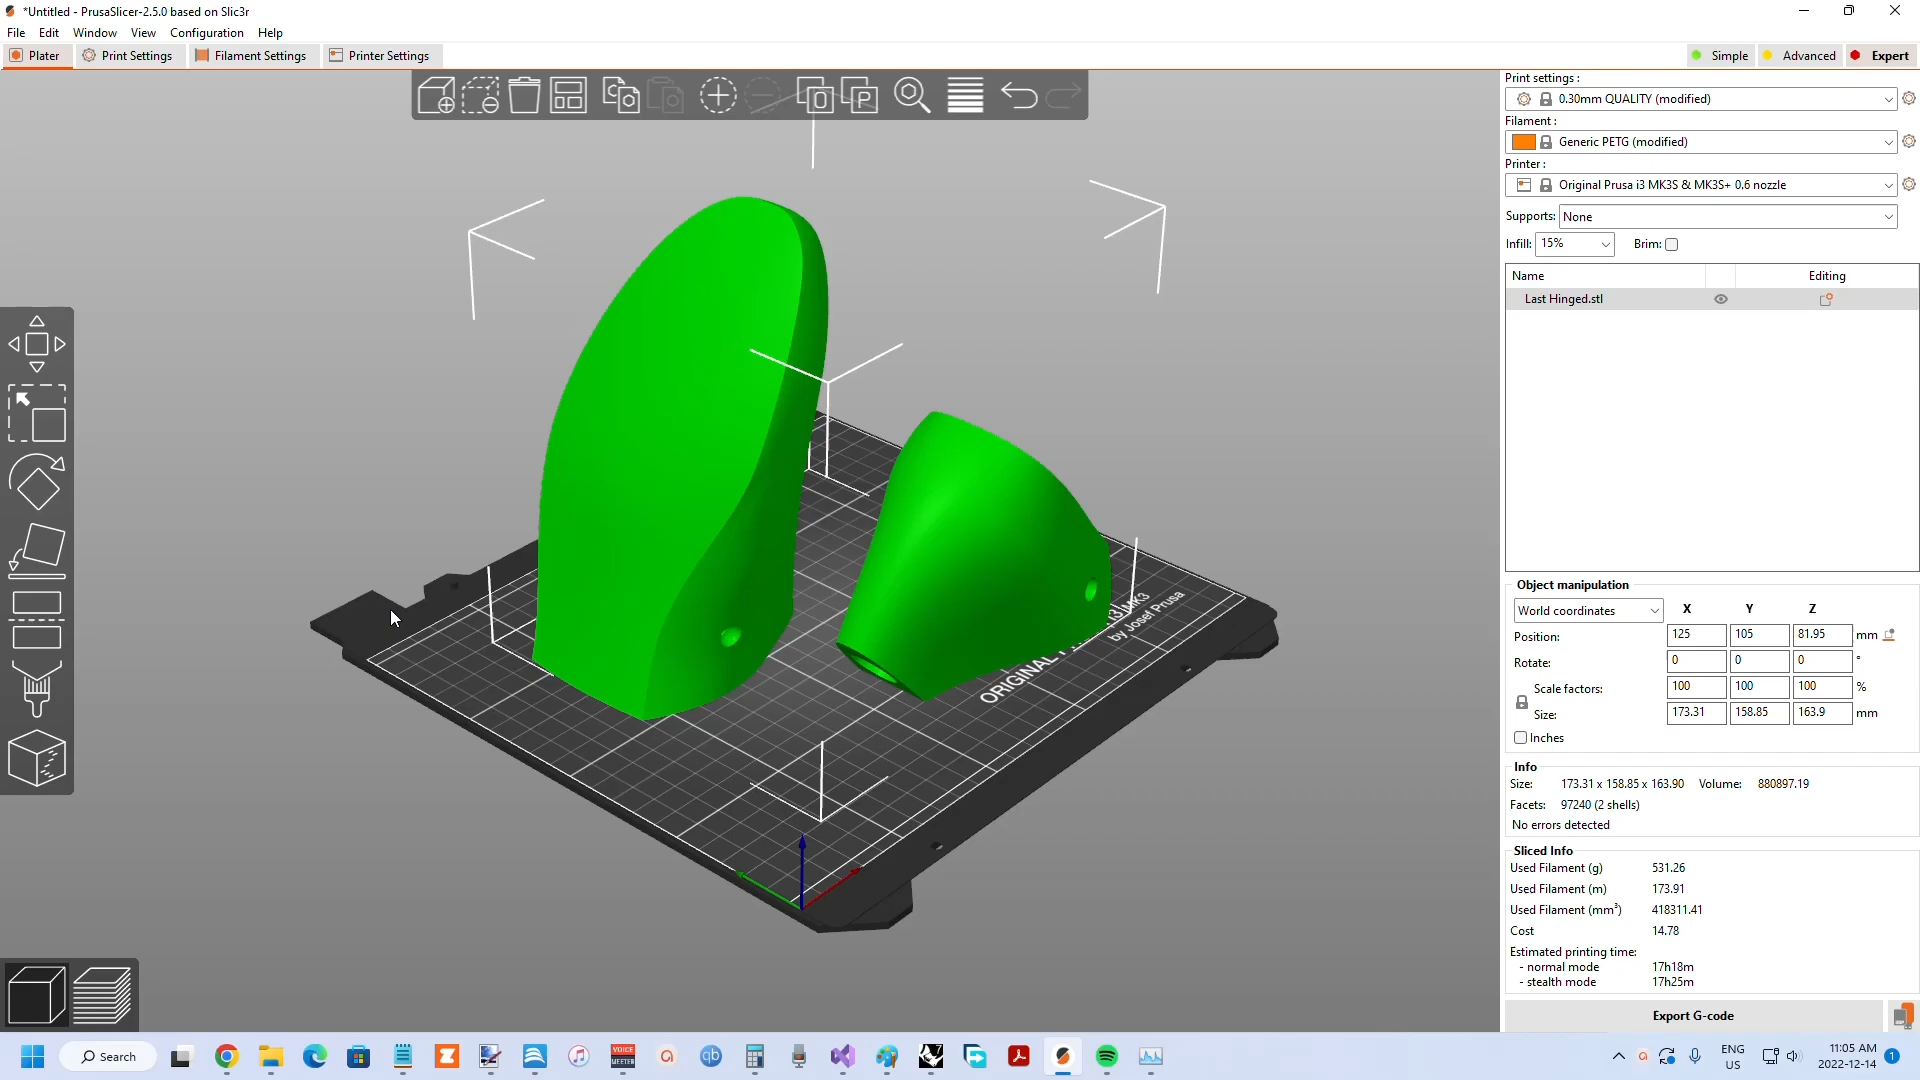 *Untitled - PrusaSlicer-2.5.0 based on Slic3r
File Edit Window View Configuration Help
Plater Print Settings Filament Settings Printer Settings
Simple Advanced Expert
Print settings :
0.30mm QUALITY (modified)
Filament :
Generic PETG (modified)
Printer :
Original Prusa i3 MK3S & MK3S+ 0.6 nozzle
Supports: None
Infill: 15% Brim:
Name Editing
Last Hinged.stl
ORIGINAL
i3 MK3
by Josef Prusa
Object manipulation
World coordinates X Y Z
Position: 125 105 81.95 mm
Rotate: 0 0 0 °
Scale factors: 100 100 100 %
Size: 173.31 158.85 163.9 mm
Inches
Info
Size: 173.31 x 158.85 x 163.90 Volume: 880897.19
Facets: 97240 (2 shells)
No errors detected
Sliced Info
Used Filament (g) 531.26
Used Filament (m) 173.91
Used Filament (mm³) 418311.41
Cost 14.78
Estimated printing time:
- normal mode 17h18m
- stealth mode 17h25m
Export G-code
Search
VOICE
MEETER
qb
ENG
US
11:05 AM
2022-12-14
1